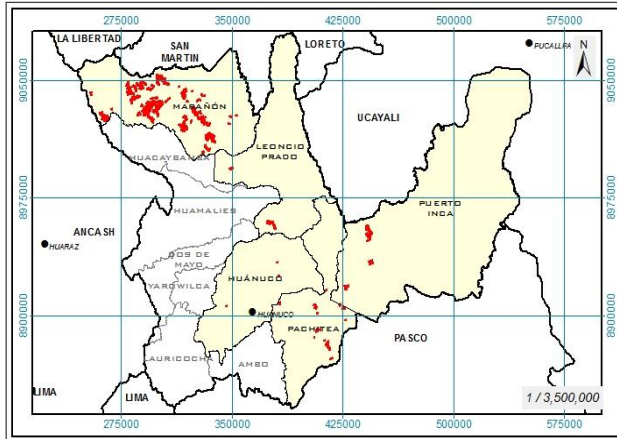 275000 350000 425000 500000 575000
LA LIBERTAD
SAN
MARTIN
LORETO
PUCALLPA
N
9050000
9050000
MARAÑÓN
UCAYALI
LEONCIO
PRADO
HUACAYBAMBA
8975000
8975000
HUAMALIES
PUERTO
INCA
ANCASH
HUARAZ
DOS DE
MAYO
HUÁNUCO
YAROWILCA
8900000
8900000
HUÁNUCO
PACHITEA
PASCO
LAURICOCHA
AMBO
LIMA
LIMA
1 / 3,500,000
275000 350000 425000 500000 575000